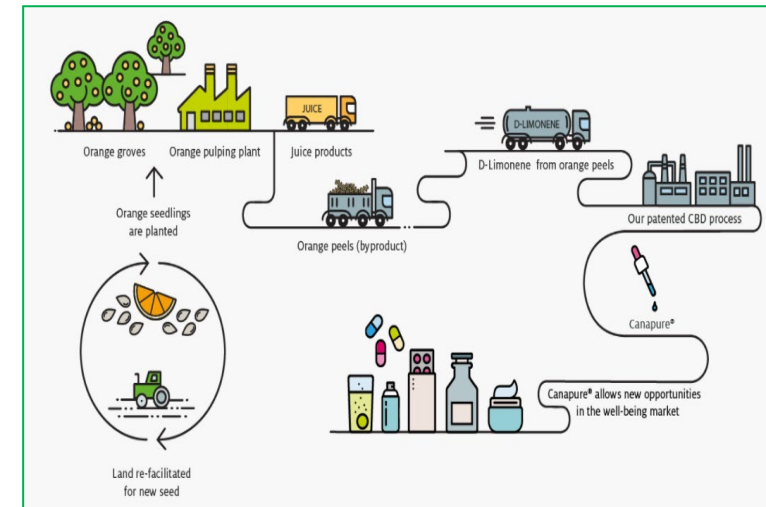 JUICE
D-LIMONENE
Orange groves
Orange pulping plant
Juice products
D-Limonene from orange peels
Orange seedlings
are planted
Orange peels (byproduct)
Our patented CBD process
Canapure®
Canapure® allows new opportunities
in the well-being market
Land re-facilitated
for new seed